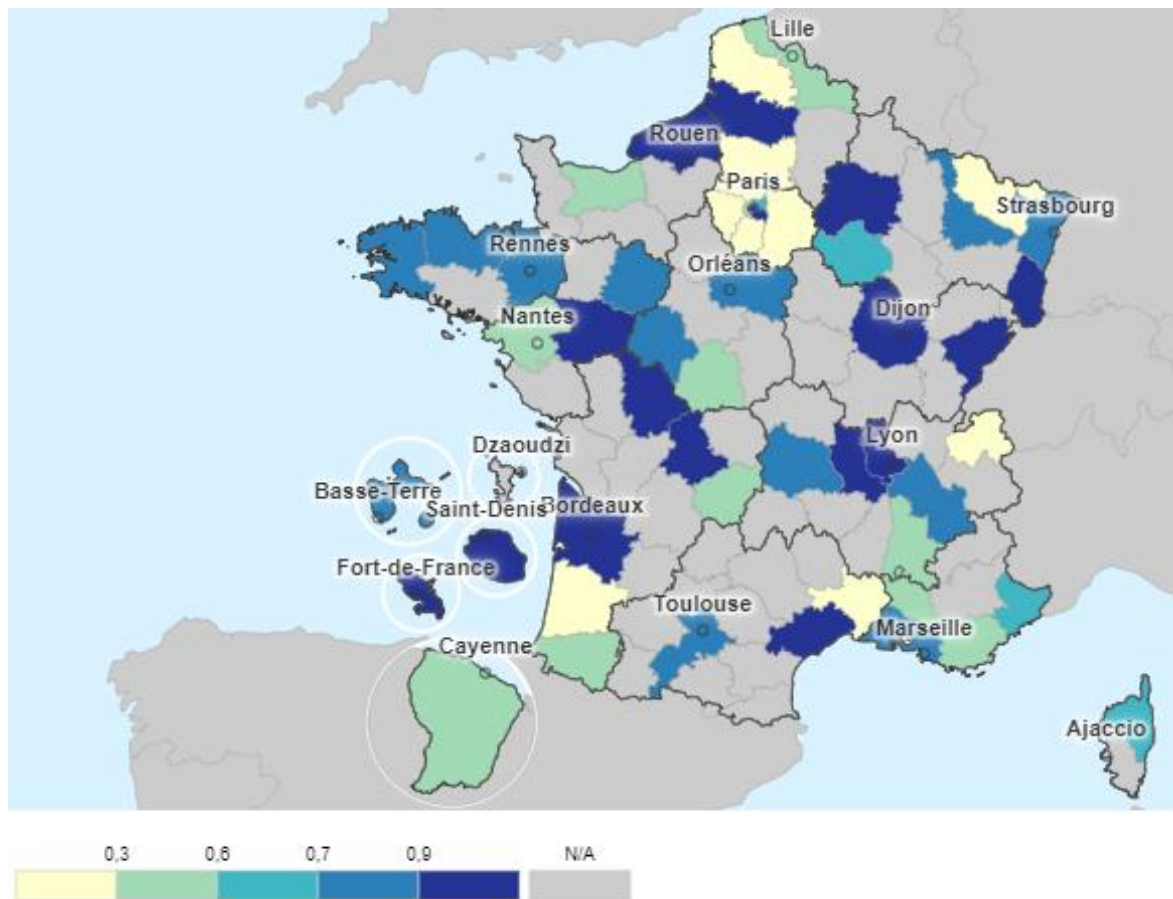 Lille
Rouen
Paris
Strasbourg
Rennes
Orléans
Nantes
Dijon
Lyon
Dzaoudzi
Basse-Terre
Saint-Denis
Bordeaux
Fort-de-France
Toulouse
Marseille
Cayenne
Ajaccio
0,3 0,6 0,7 0,9 N/A